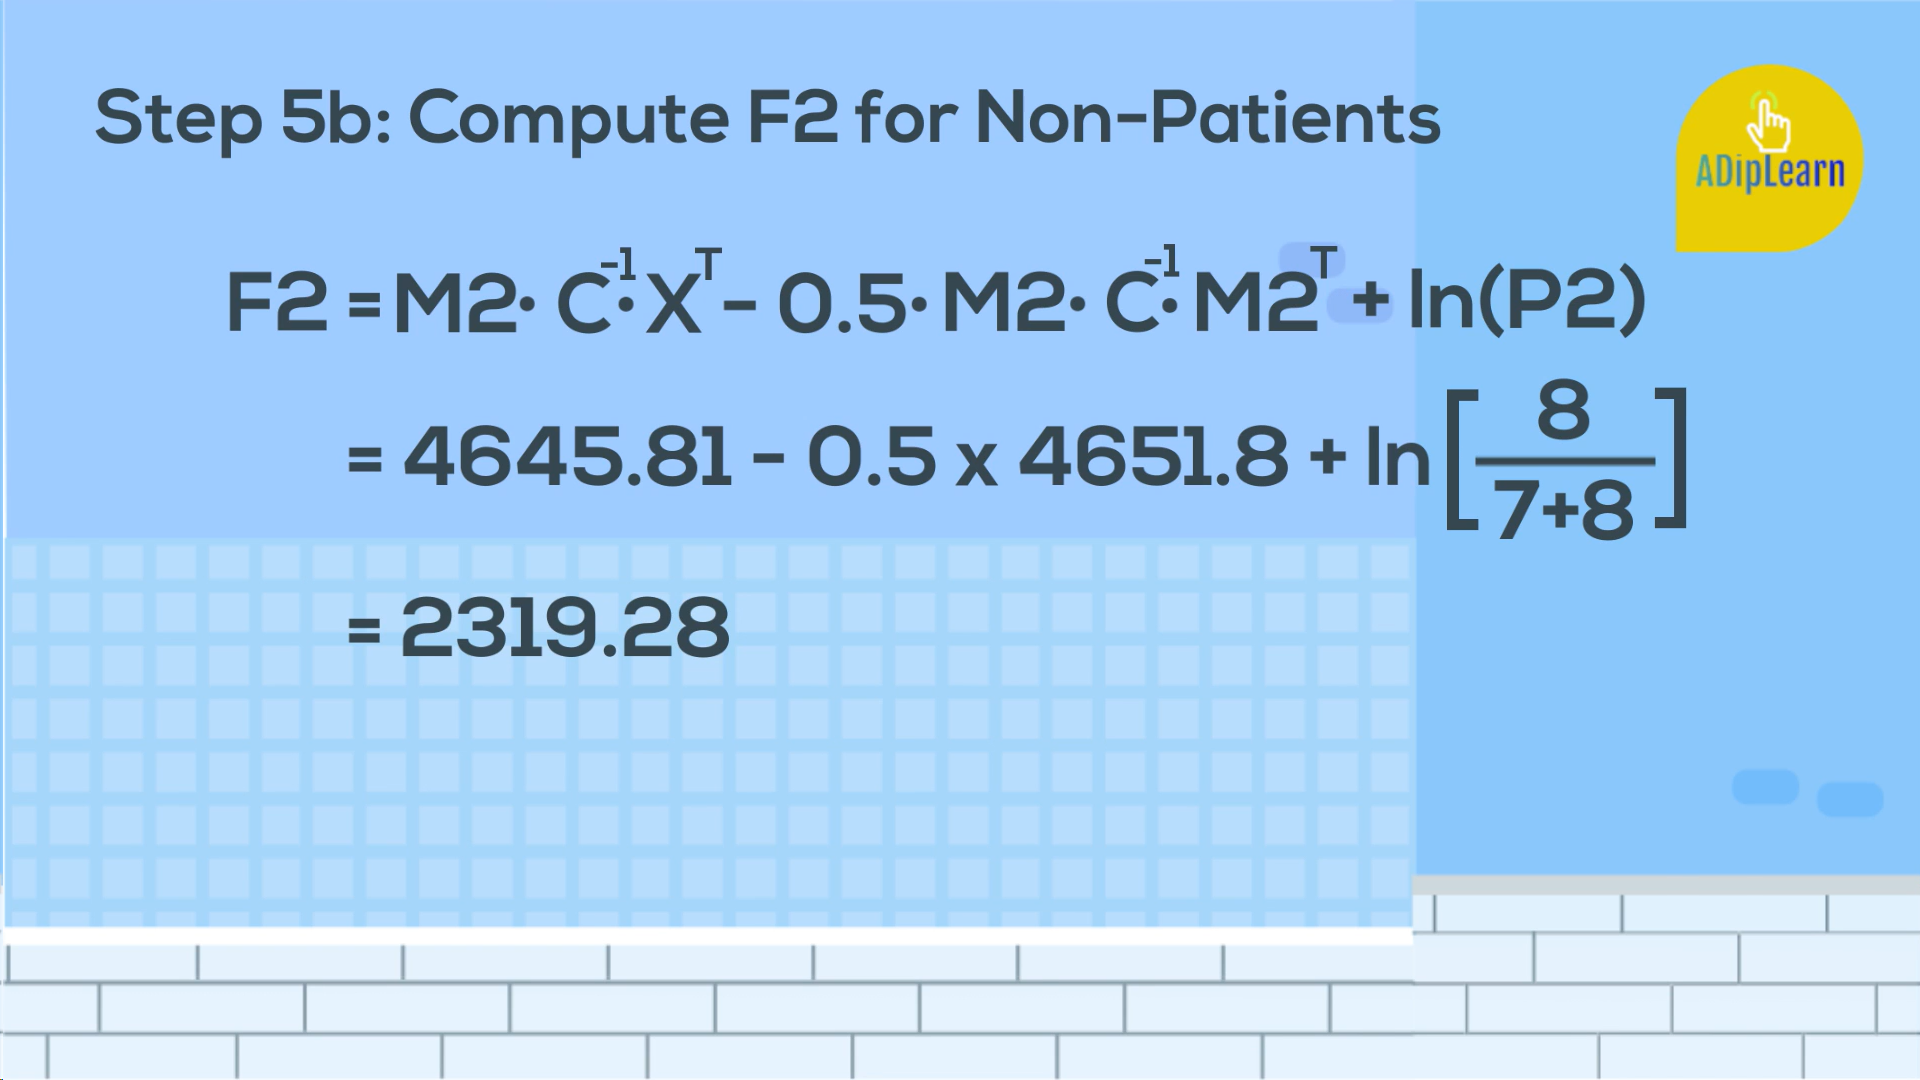 Step 5b: Compute F2 for Non-Patients
ADipLearn
F2 = M2· C⁻¹· Xᵀ - 0.5· M2· C⁻¹· M2ᵀ + ln(P2)
= 4645.81 - 0.5 x 4651.8 + ln[8/7+8]
= 2319.28